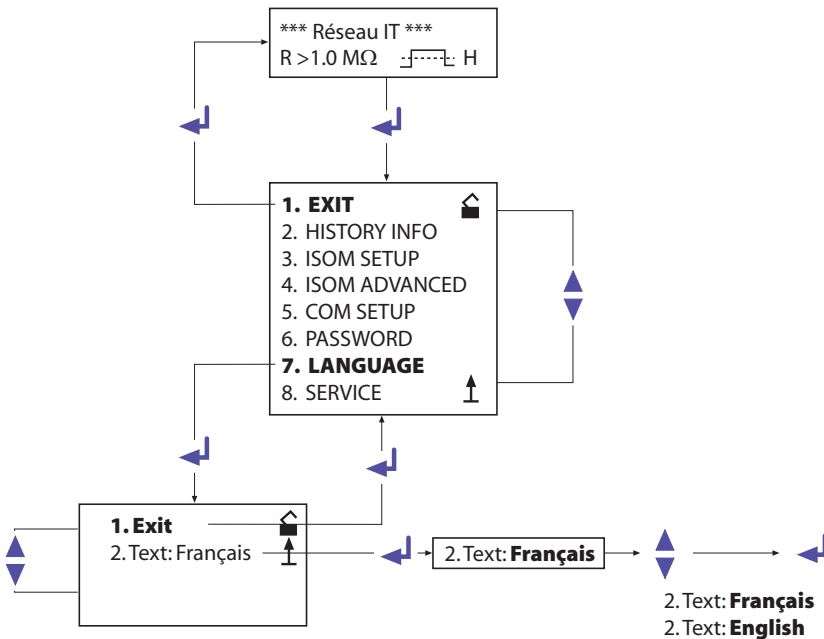 *** Réseau IT ***
R >1.0 MΩ H
1. EXIT
2. HISTORY INFO
3. ISOM SETUP
4. ISOM ADVANCED
5. COM SETUP
6. PASSWORD
7. LANGUAGE
8. SERVICE
1. Exit
2. Text: Français
2. Text: Français
2. Text: Français
2. Text: English